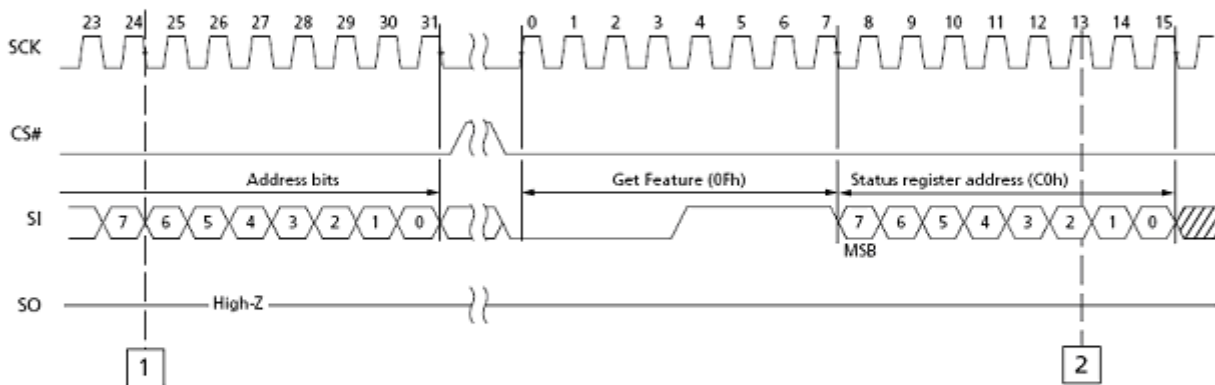 23 24 25 26 27 28 29 30 31 0 1 2 3 4 5 6 7 8 9 10 11 12 13 14 15
SCK
CS#
Address bits Get Feature (0Fh) Status register address (C0h)
SI 7 6 5 4 3 2 1 0 7 6 5 4 3 2 1 0
MSB
SO High-Z
1 2